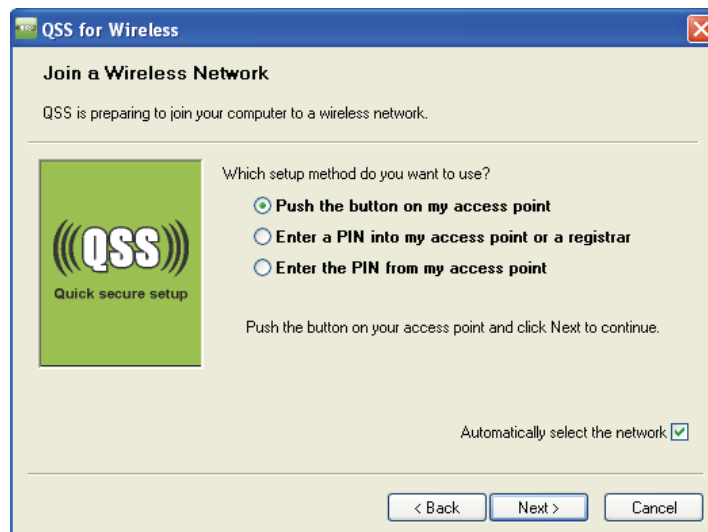 QSS for Wireless
Join a Wireless Network
QSS is preparing to join your computer to a wireless network.
Which setup method do you want to use?
Push the button on my access point
Enter a PIN into my access point or a registrar
Enter the PIN from my access point
(((QSS)))
Quick secure setup
Push the button on your access point and click Next to continue.
Automatically select the network
< Back
Next >
Cancel